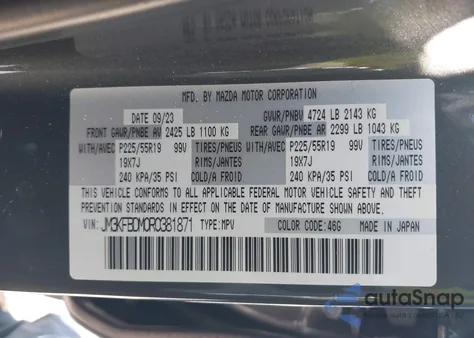 MFD. BY MAZDA MOTOR CORPORATION
DATE 09/23 GVWR/PNBV 4724 LB 2143 KG
FRONT GAWR/PNBE AV 2425 LB 1100 KG REAR GAWR/PNBE AR 2299 LB 1043 KG
WITH/AVEC P225/55R19 99V TIRES/PNEUS WITH/AVEC P225/55R19 99V TIRES/PNEUS
19X7J RIMS/JANTES 19X7J RIMS/JANTES
240 KPA/35 PSI COLD/A FROID 240 KPA/35 PSI COLD/A FROID
THIS VEHICLE CONFORMS TO ALL APPLICABLE FEDERAL MOTOR VEHICLE SAFETY AND
THEFT PREVENTION STANDARDS IN EFFECT ON THE DATE OF MANUFACTURE SHOWN ABOVE.
VIN: JM3KFBDM0R0381871 TYPE:MPV COLOR CODE:46G MADE IN JAPAN
autoSnap